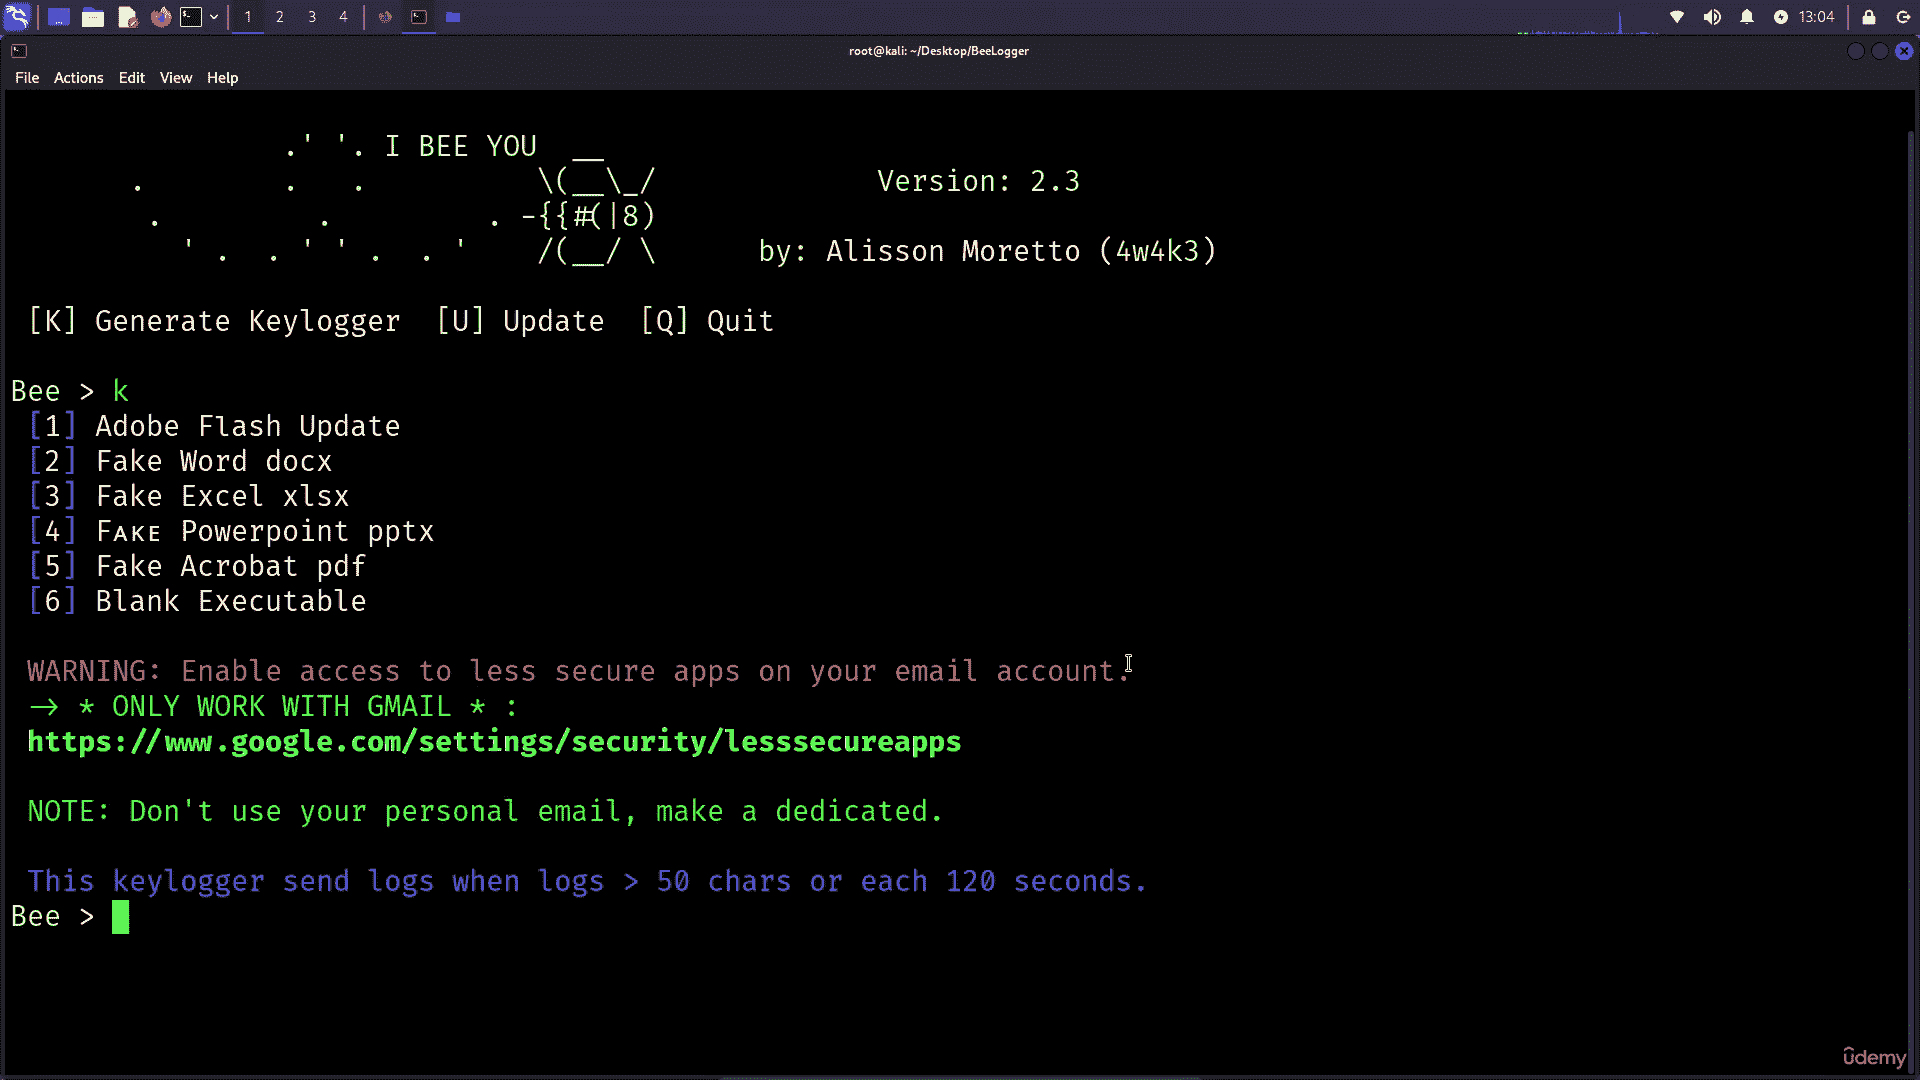 1 2 3 4 13:04
root@kali: ~/Desktop/BeeLogger
File Actions Edit View Help
.' '. I BEE YOU __
. . . \(__\_/ Version: 2.3
. . . -{{#(|8)
' . . ' ' . . ' /(__/ \ by: Alisson Moretto (4w4k3)
[K] Generate Keylogger [U] Update [Q] Quit
Bee > k
[1] Adobe Flash Update
[2] Fake Word docx
[3] Fake Excel xlsx
[4] Fᴀᴋᴇ Powerpoint pptx
[5] Fake Acrobat pdf
[6] Blank Executable
WARNING: Enable access to less secure apps on your email account.
-> * ONLY WORK WITH GMAIL * :
https://www.google.com/settings/security/lesssecureapps
NOTE: Don't use your personal email, make a dedicated.
This keylogger send logs when logs > 50 chars or each 120 seconds.
Bee >
ûdemy